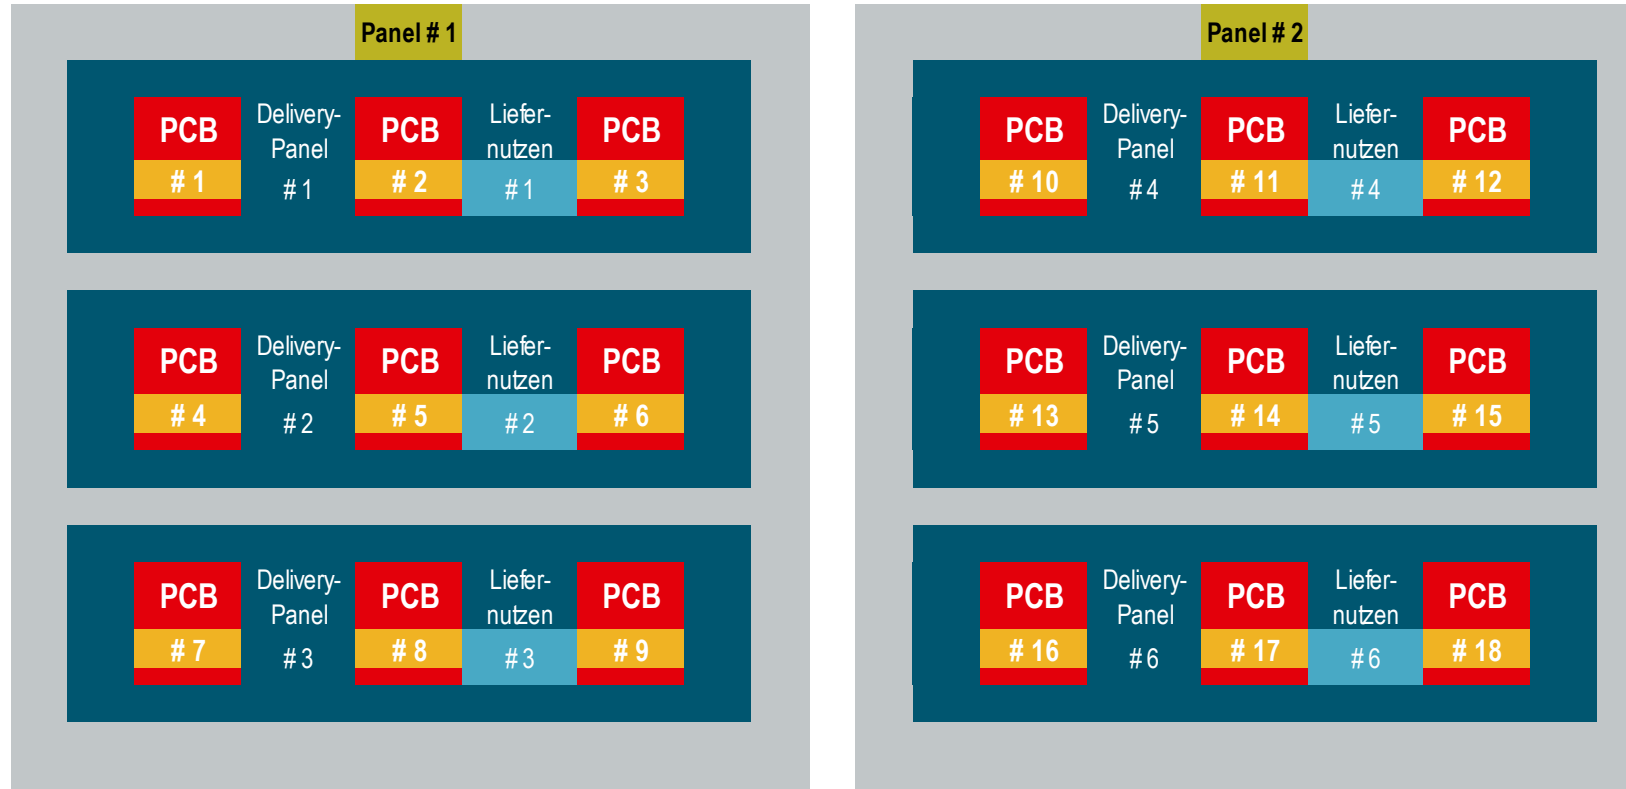 Panel # 1
PCB Delivery- PCB Liefer- PCB
Panel nutzen
# 1 # 1 # 2 # 1 # 3
PCB Delivery- PCB Liefer- PCB
Panel nutzen
# 4 # 2 # 5 # 2 # 6
PCB Delivery- PCB Liefer- PCB
Panel nutzen
# 7 # 3 # 8 # 3 # 9
Panel # 2
PCB Delivery- PCB Liefer- PCB
Panel nutzen
# 10 # 4 # 11 # 4 # 12
PCB Delivery- PCB Liefer- PCB
Panel nutzen
# 13 # 5 # 14 # 5 # 15
PCB Delivery- PCB Liefer- PCB
Panel nutzen
# 16 # 6 # 17 # 6 # 18